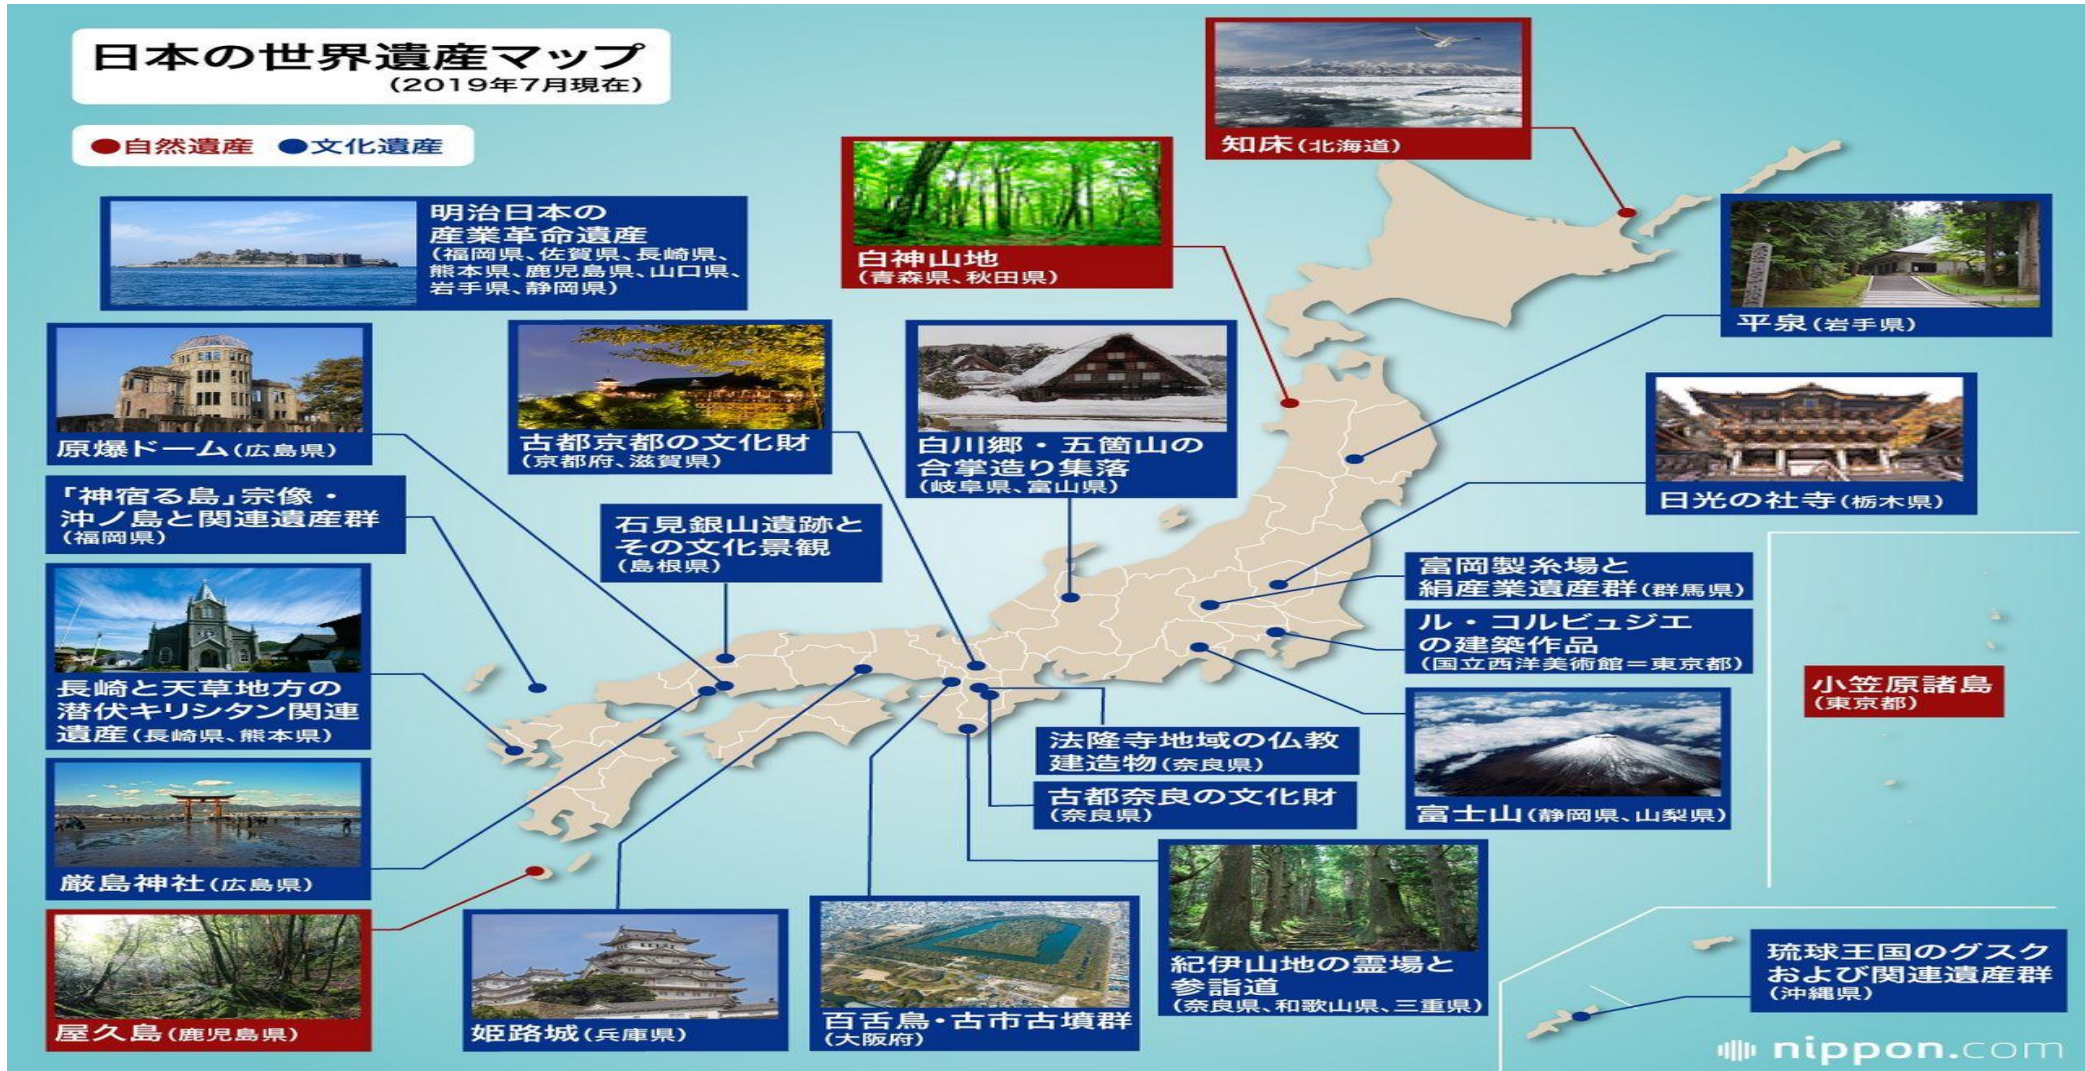 日本の世界遺産マップ
(2019年7月現在)
●自然遺産 ●文化遺産
知床(北海道)
白神山地
(青森県、秋田県)
明治日本の
産業革命遺産
(福岡県、佐賀県、長崎県、
熊本県、鹿児島県、山口県、
岩手県、静岡県)
平泉(岩手県)
原爆ドーム(広島県)
古都京都の文化財
(京都府、滋賀県)
白川郷・五箇山の
合掌造り集落
(岐阜県、富山県)
日光の社寺(栃木県)
「神宿る島」宗像・
沖ノ島と関連遺産群
(福岡県)
石見銀山遺跡と
その文化景観
(島根県)
富岡製糸場と
絹産業遺産群(群馬県)
ル・コルビュジエ
の建築作品
(国立西洋美術館=東京都)
長崎と天草地方の
潜伏キリシタン関連
遺産(長崎県、熊本県)
小笠原諸島
(東京都)
法隆寺地域の仏教
建造物(奈良県)
古都奈良の文化財
(奈良県)
富士山(静岡県、山梨県)
厳島神社(広島県)
紀伊山地の霊場と
参詣道
(奈良県、和歌山県、三重県)
琉球王国のグスク
および関連遺産群
(沖縄県)
屋久島(鹿児島県)
姫路城(兵庫県)
百舌鳥・古市古墳群
(大阪府)
nippon.com